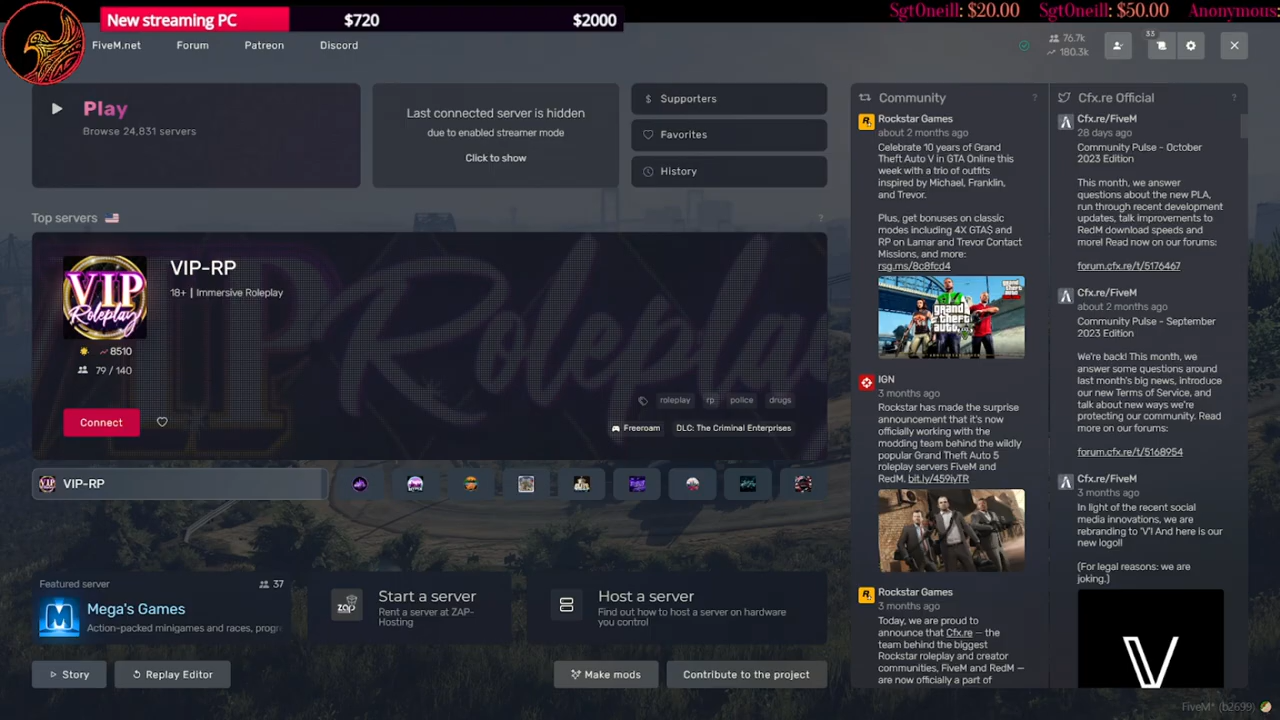 New streaming PC
$720
$2000
SgtOneill: $20.00
SgtOneill: $50.00
Anonymous:
FiveM.net
Forum
Patreon
Discord
76.7k
180.3k
33
Play
Browse 24,831 servers
Last connected server is hidden
due to enabled streamer mode
Click to show
$ Supporters
Favorites
History
Top servers
?
VIP
Roleplay
VIP-RP
18+ | Immersive Roleplay
8510
79 / 140
Connect
roleplay
rp
police
drugs
Freeroam
DLC: The Criminal Enterprises
VIP-RP
Featured server
37
Mega's Games
Action-packed minigames and races, progr
ZAP
Start a server
Rent a server at ZAP-
Hosting
Host a server
Find out how to host a server on hardware
you control
Story
Replay Editor
Make mods
Contribute to the project
Community
?
Rockstar Games
about 2 months ago
Celebrate 10 years of Grand
Theft Auto V in GTA Online this
week with a trio of outfits
inspired by Michael, Franklin,
and Trevor.
Plus, get bonuses on classic
modes including 4X GTA$ and
RP on Lamar and Trevor Contact
Missions, and more:
rsg.ms/8c8fcd4
grand
theft
auto
IGN
3 months ago
Rockstar has made the surprise
announcement that it's now
officially working with the
modding team behind the wildly
popular Grand Theft Auto 5
roleplay servers FiveM and
RedM. bit.ly/459IyTR
Rockstar Games
3 months ago
Today, we are proud to
announce that Cfx.re — the
team behind the biggest
Rockstar roleplay and creator
communities, FiveM and RedM —
are now officially a part of
Cfx.re Official
?
Cfx.re/FiveM
28 days ago
Community Pulse - October
2023 Edition
This month, we answer
questions about the new PLA,
run through recent development
updates, talk improvements to
RedM download speeds and
more! Read now on our forums:
forum.cfx.re/t/5176467
Cfx.re/FiveM
about 2 months ago
Community Pulse - September
2023 Edition
We're back! This month, we
answer some questions around
last month's big news, introduce
our new Terms of Service, and
talk about new ways we're
protecting our community. Read
more on our forums:
forum.cfx.re/t/5168954
Cfx.re/FiveM
3 months ago
In light of the recent social
media innovations, we are
rebranding to 'V'! And here is our
new logo!!
(For legal reasons: we are
joking.)
V
FiveM* (b2699)